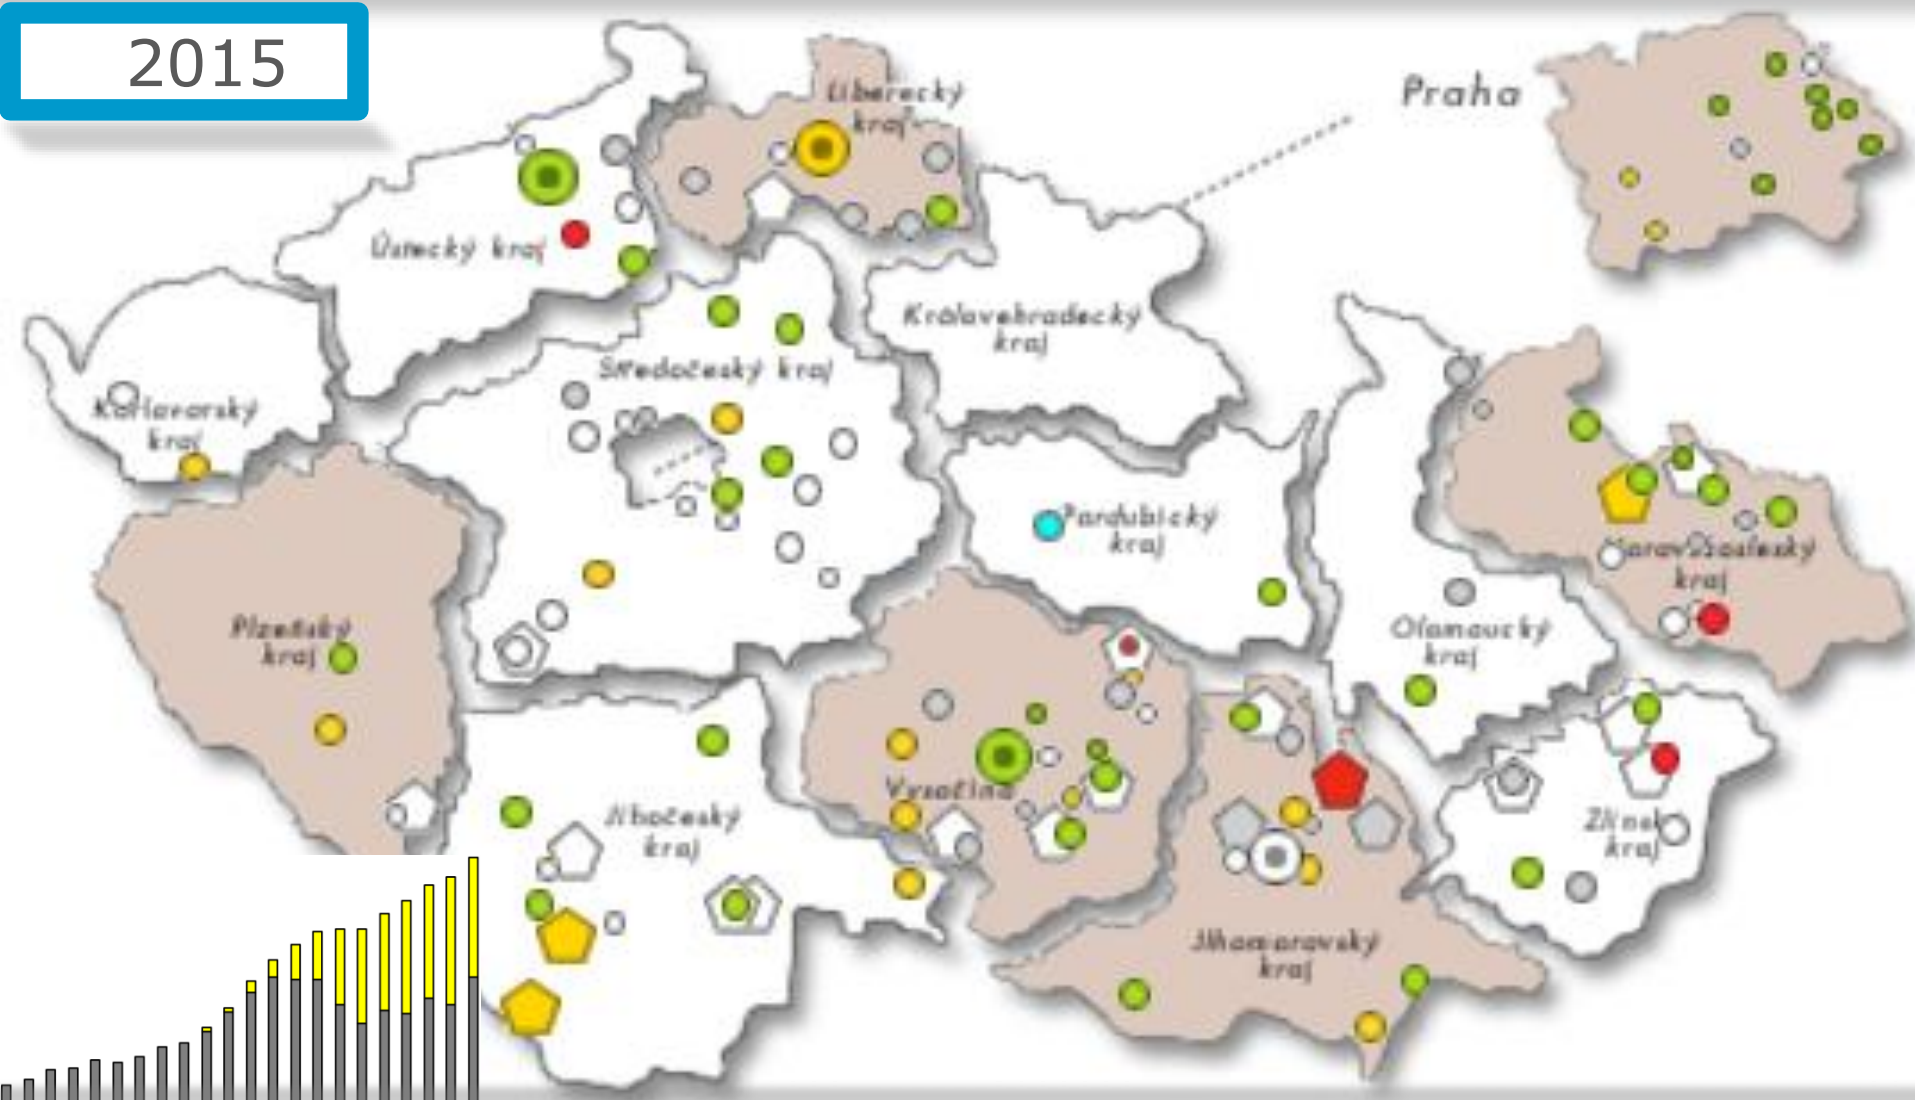 2015
Liberecký
kraj
Praha
Ústecký kraj
Královehradecký
kraj
Středočeský kraj
Karlovarský
kraj
Pardubický
kraj
Moravskoslezský
kraj
Plzeňský
kraj
Olomoucký
kraj
Vysočina
Jihočeský
kraj
Zlínský
kraj
Jihomoravský
kraj